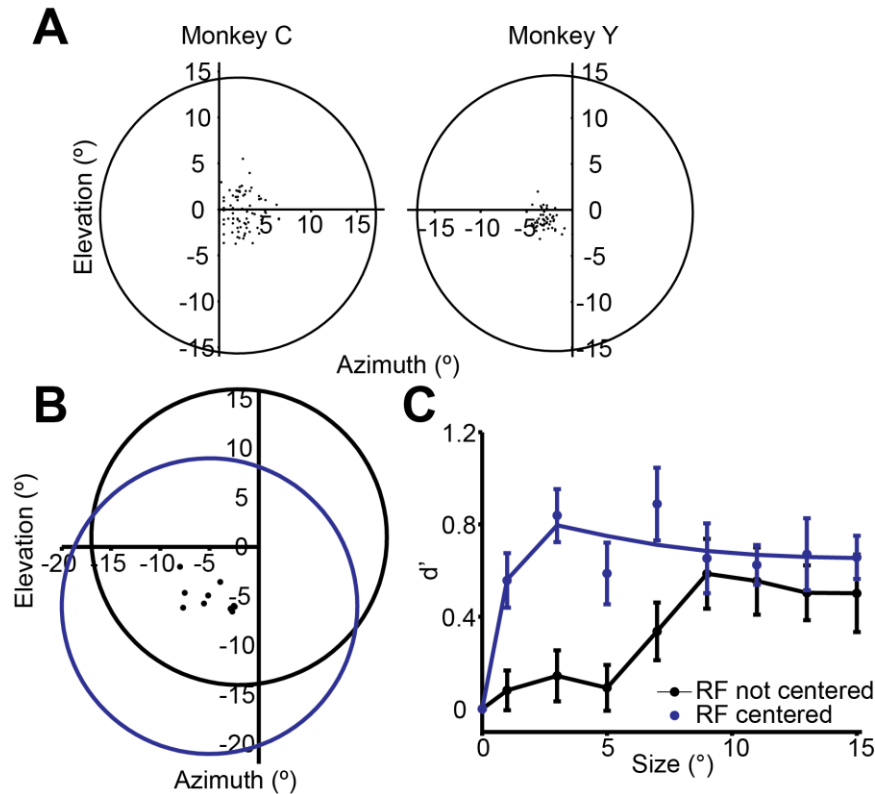 A
Monkey C
Monkey Y
Elevation (º)
15
10
5
0
-5
-10
-15
5 10 15
15
10
5
0
-5
-10
-15
-15 -10 -5
Azimuth (º)
B
Elevation (º)
15
10
5
0
-5
-10
-15
-20
-20 -15 -10 -5
Azimuth (º)
C
d'
1.2
0.8
0.4
0
0 5 10 15
Size (°)
RF not centered
RF centered